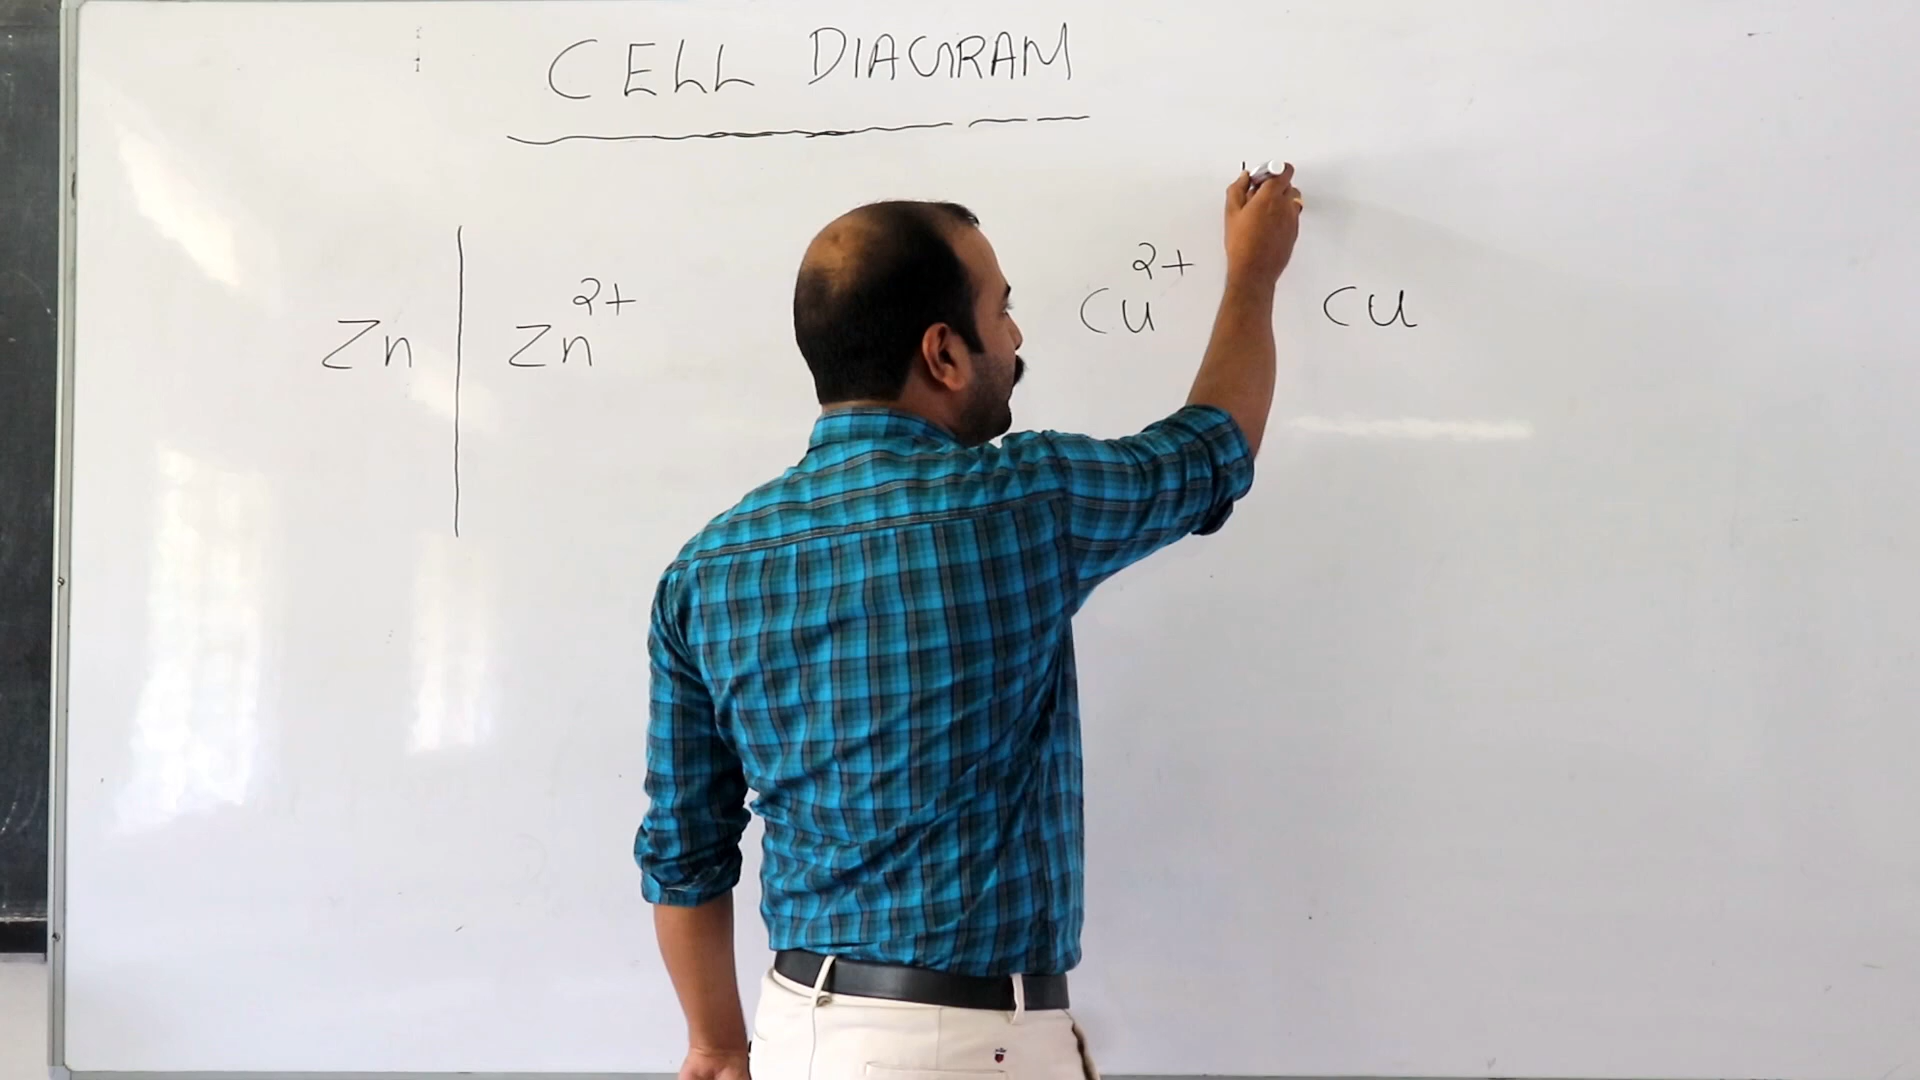 CELL DIAGRAM
Zn | Zn²⁺ Cu²⁺ Cu